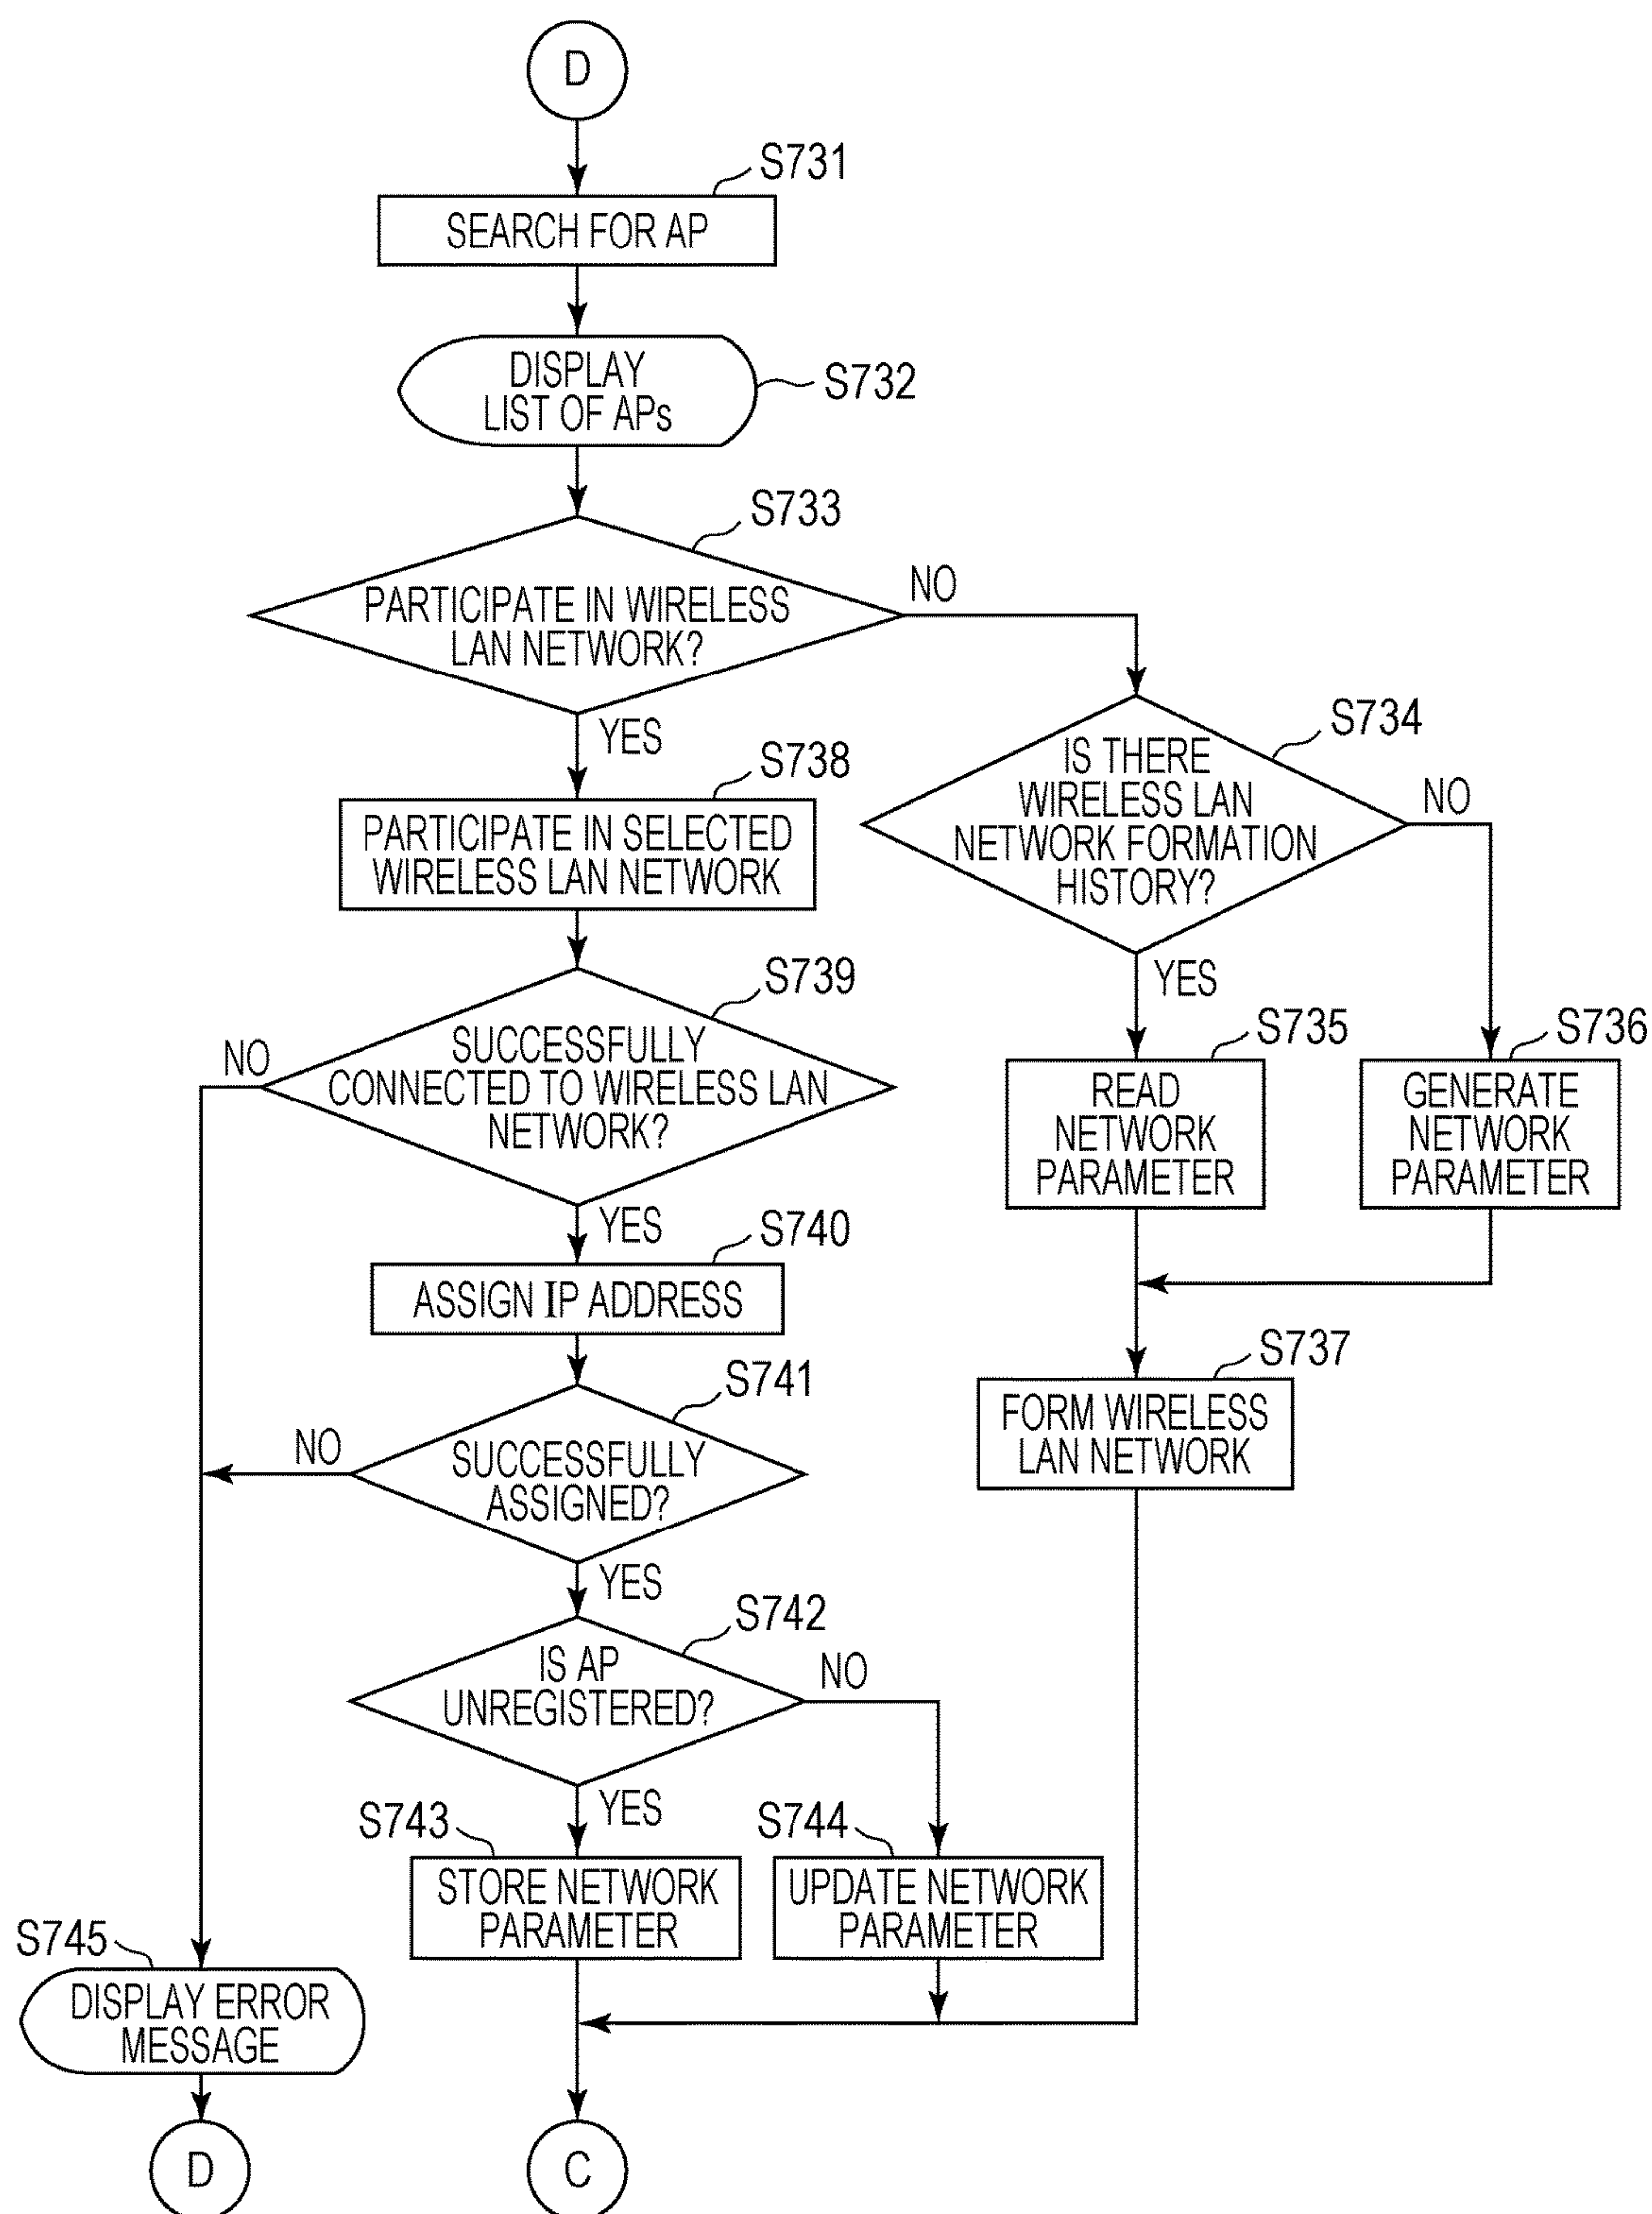 D
S731
SEARCH FOR AP
DISPLAY
LIST OF APs
S732
S733
PARTICIPATE IN WIRELESS
LAN NETWORK?
NO
YES
S734
IS THERE
WIRELESS LAN
NETWORK FORMATION
HISTORY?
NO
YES
S738
PARTICIPATE IN SELECTED
WIRELESS LAN NETWORK
S739
SUCCESSFULLY
CONNECTED TO WIRELESS LAN
NETWORK?
NO
YES
S735
READ
NETWORK
PARAMETER
S736
GENERATE
NETWORK
PARAMETER
S740
ASSIGN IP ADDRESS
S737
FORM WIRELESS
LAN NETWORK
S741
SUCCESSFULLY
ASSIGNED?
NO
YES
S742
IS AP
UNREGISTERED?
NO
YES
S743
STORE NETWORK
PARAMETER
S744
UPDATE NETWORK
PARAMETER
S745
DISPLAY ERROR
MESSAGE
D
C